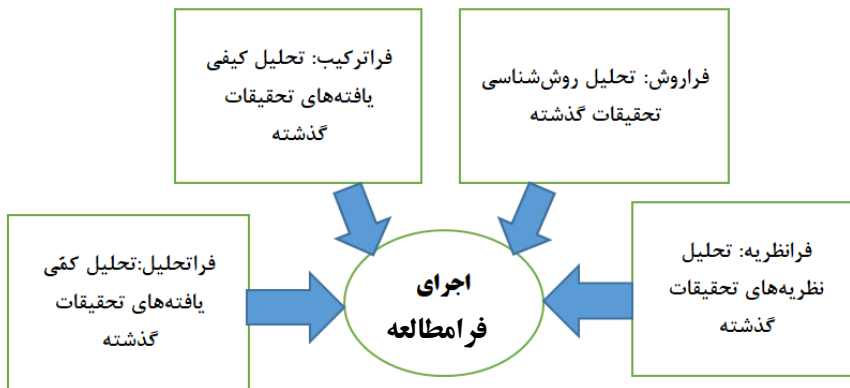 فراروش: تحلیل روش‌شناسی
تحقیقات گذشته
فراترکیب: تحلیل کیفی
یافته‌های تحقیقات
گذشته
فرانظریه: تحلیل
نظریه‌های تحقیقات
گذشته
اجرای
فرامطالعه
فراتحلیل:تحلیل کمّی
یافته‌های تحقیقات
گذشته